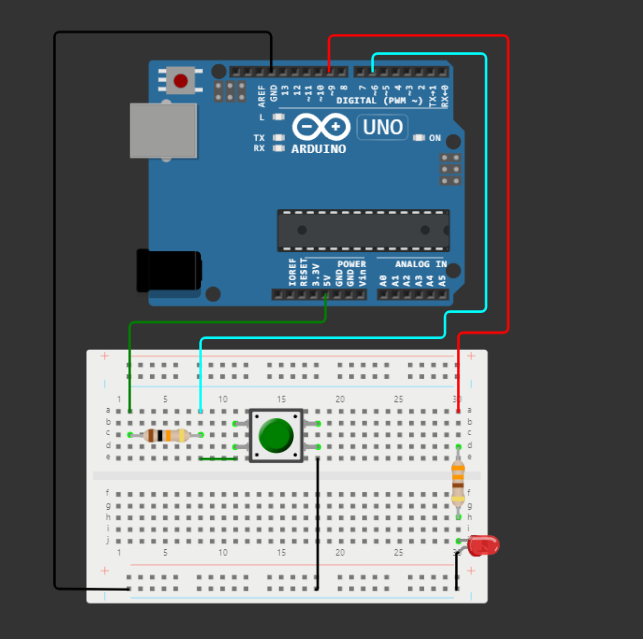 AREF
GND
13
12
~11
~10
~9
8
7
~6
~5
4
~3
2
TX→1
RX←0
DIGITAL (PWM ~)
L
TX
RX
UNO
ARDUINO
ON
IOREF
RESET
3.3V
5V
GND
GND
Vin
POWER
A0
A1
A2
A3
A4
A5
ANALOG IN
+ +
1 5 10 15 20 25 30
a a
b b
c c
d d
e e
f f
g g
h h
i i
j j
1 5 10 15 20 25
+ +